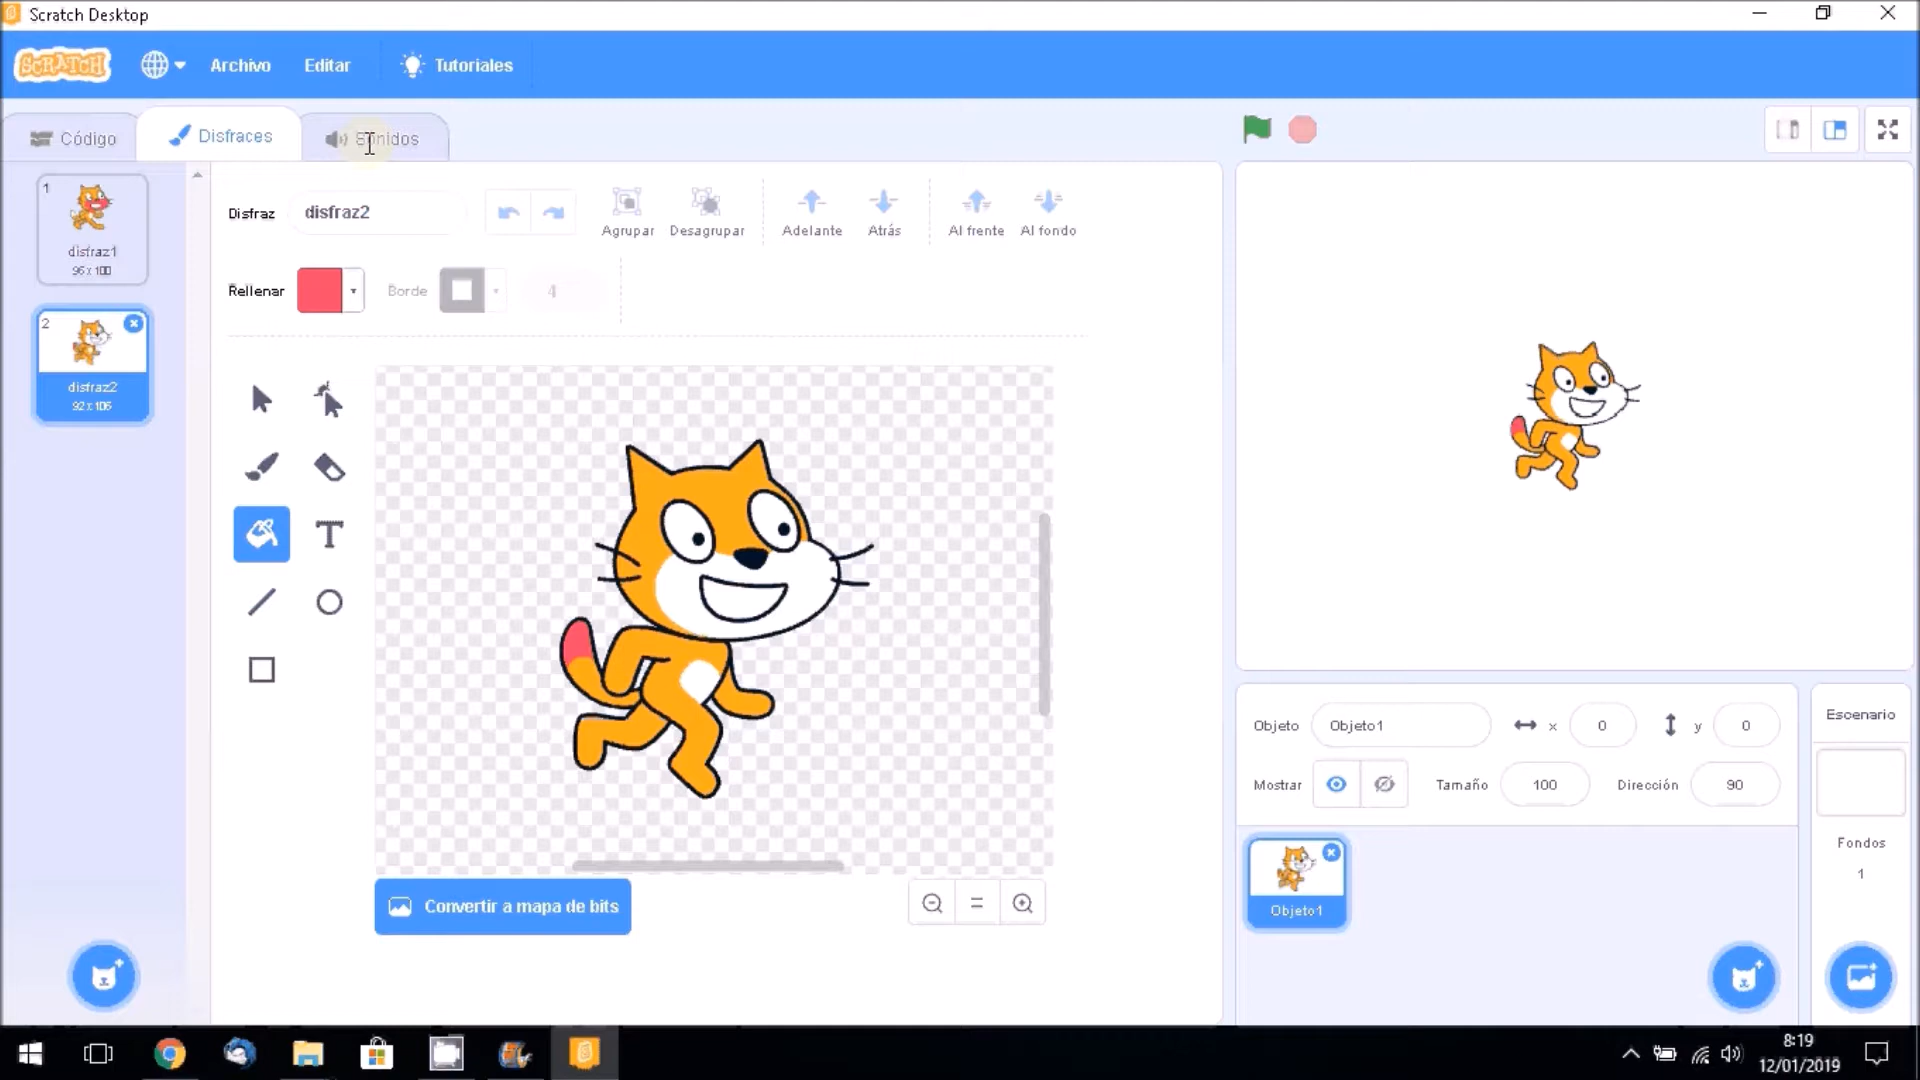 Scratch Desktop
SCRATCH
Archivo
Editar
Tutoriales
Código
Disfraces
Sonidos
1
disfraz1
96 x 100
2
disfraz2
92 x 106
Disfraz
disfraz2
Agrupar
Desagrupar
Adelante
Atrás
Al frente
Al fondo
Rellenar
Borde
4
T
Convertir a mapa de bits
Objeto
Objeto1
x
0
y
0
Mostrar
Tamaño
100
Dirección
90
Objeto1
Escenario
Fondos
1
8:19
12/01/2019